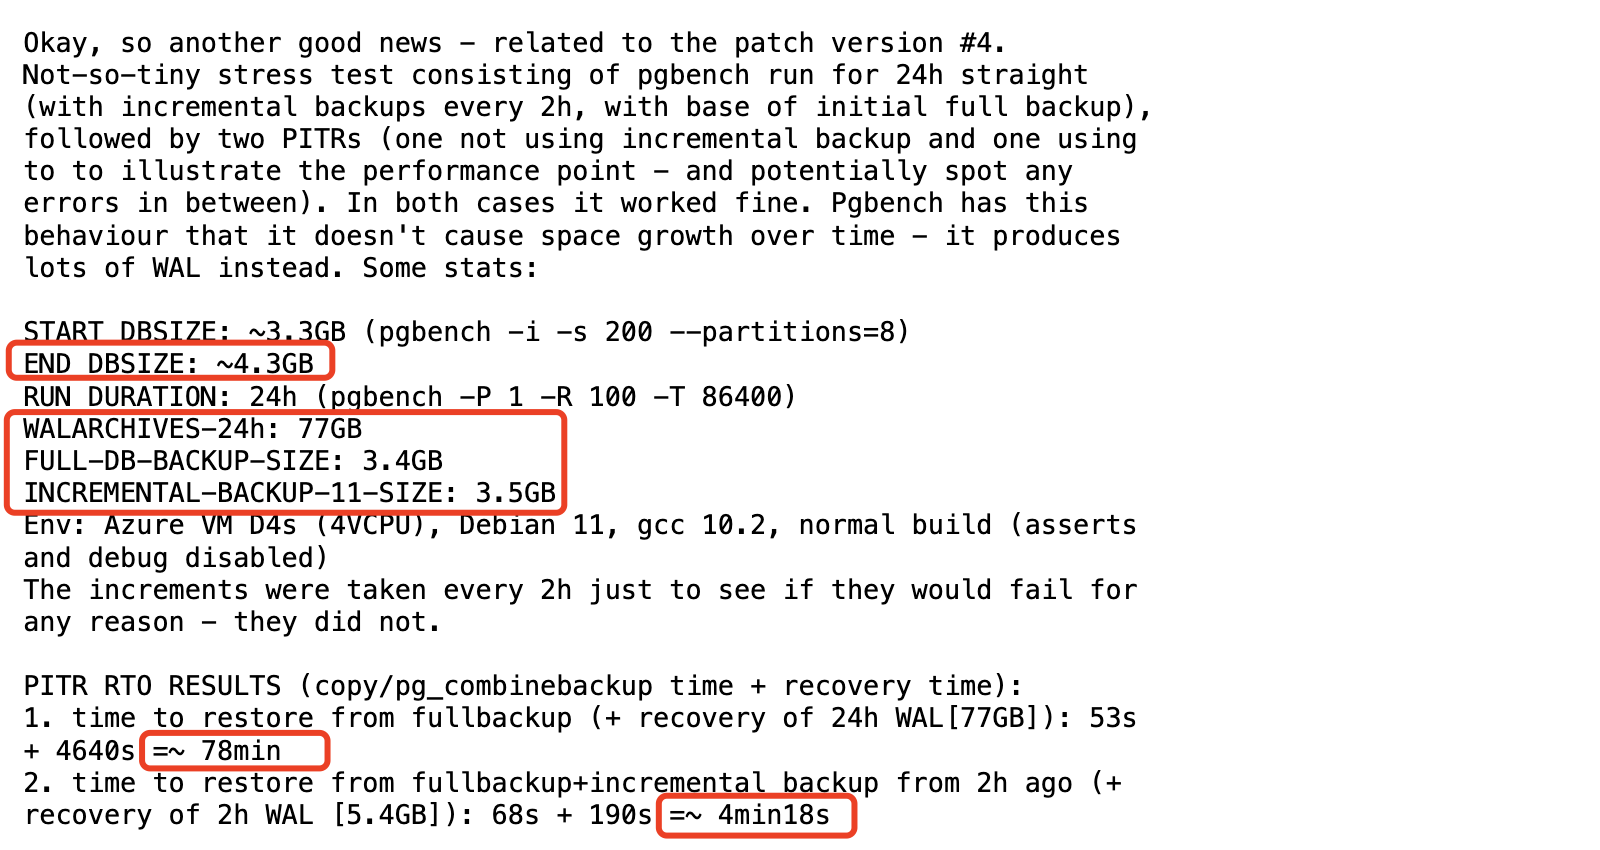 Okay, so another good news - related to the patch version #4.
Not-so-tiny stress test consisting of pgbench run for 24h straight
(with incremental backups every 2h, with base of initial full backup),
followed by two PITRs (one not using incremental backup and one using
to to illustrate the performance point - and potentially spot any
errors in between). In both cases it worked fine. Pgbench has this
behaviour that it doesn't cause space growth over time - it produces
lots of WAL instead. Some stats:
START DBSIZE: ~3.3GB (pgbench -i -s 200 --partitions=8)
END DBSIZE: ~4.3GB
RUN DURATION: 24h (pgbench -P 1 -R 100 -T 86400)
WALARCHIVES-24h: 77GB
FULL-DB-BACKUP-SIZE: 3.4GB
INCREMENTAL-BACKUP-11-SIZE: 3.5GB
Env: Azure VM D4s (4VCPU), Debian 11, gcc 10.2, normal build (asserts
and debug disabled)
The increments were taken every 2h just to see if they would fail for
any reason - they did not.
PITR RTO RESULTS (copy/pg_combinebackup time + recovery time):
1. time to restore from fullbackup (+ recovery of 24h WAL[77GB]): 53s
+ 4640s =~ 78min
2. time to restore from fullbackup+incremental backup from 2h ago (+
recovery of 2h WAL [5.4GB]): 68s + 190s =~ 4min18s